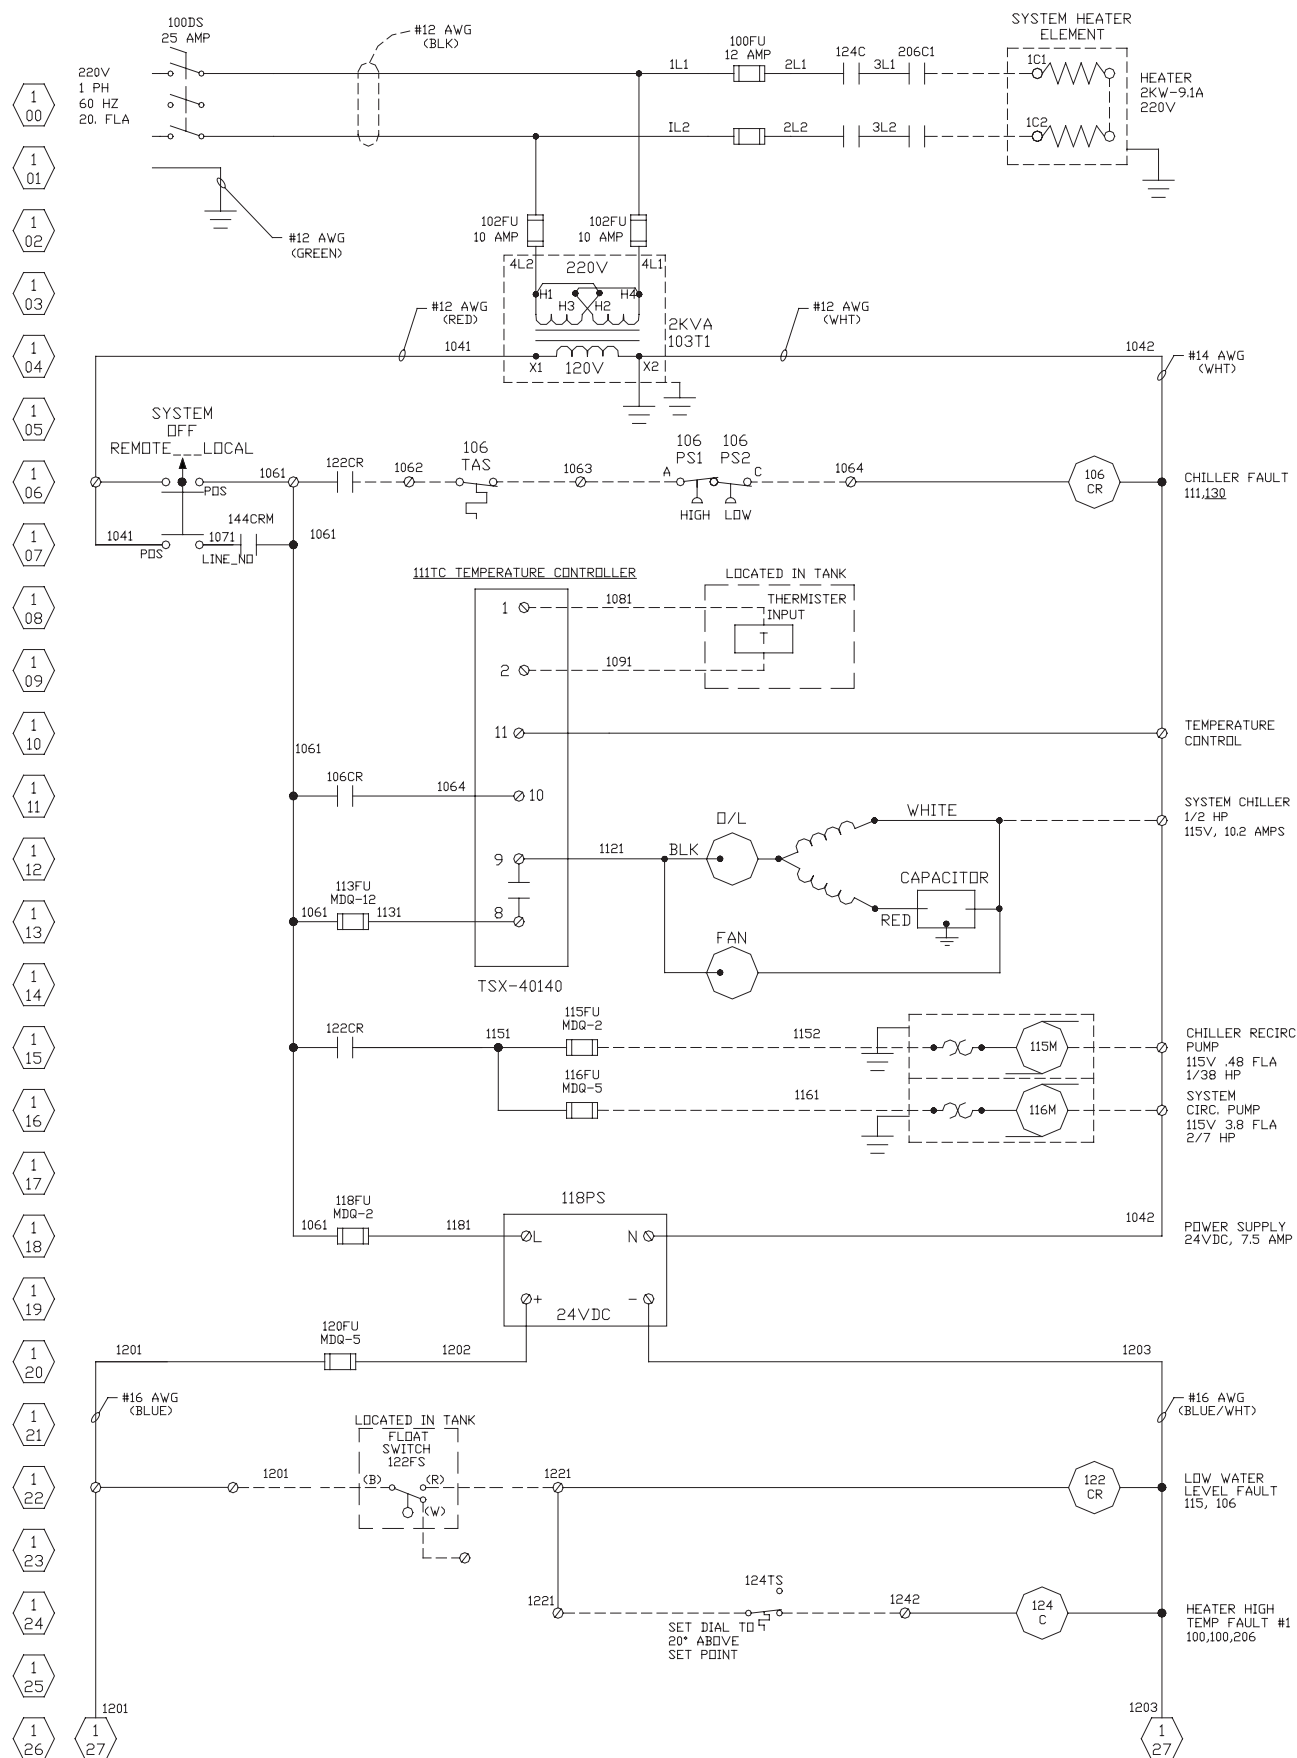 100DS
25 AMP
#12 AWG
(BLK)
SYSTEM HEATER
ELEMENT
100FU
12 AMP
124C
206C1
220V
1 PH
60 HZ
20. FLA
1L1
2L1
3L1
1C1
HEATER
2KW-9.1A
220V
1
00
IL2
2L2
3L2
1C2
1
01
#12 AWG
(GREEN)
1
02
102FU
10 AMP
102FU
10 AMP
4L2
220V
4L1
1
03
H1
H3
H2
H4
#12 AWG
(RED)
#12 AWG
(WHT)
2KVA
103T1
1
04
1041
X1
120V
X2
1042
#14 AWG
(WHT)
1
05
SYSTEM
OFF
REMOTE___LOCAL
1
06
POS
1061
122CR
1062
106
TAS
1063
106
PS1
106
PS2
A
C
HIGH
LOW
1064
106
CR
CHILLER FAULT
111,130
1
07
1041
POS
1071
LINE_NO
144CRM
1061
111TC TEMPERATURE CONTROLLER
LOCATED IN TANK
1
08
1
1081
THERMISTER
INPUT
T
1
09
2
1091
1
10
11
TEMPERATURE
CONTROL
1061
1
11
106CR
1064
10
SYSTEM CHILLER
1/2 HP
115V, 10.2 AMPS
O/L
WHITE
1
12
9
1121
BLK
CAPACITOR
1
13
113FU
MDQ-12
1061
1131
8
RED
FAN
1
14
TSX-40140
1
15
122CR
1151
115FU
MDQ-2
1152
115M
CHILLER RECIRC
PUMP
115V .48 FLA
1/38 HP
1
16
116FU
MDQ-5
1161
116M
SYSTEM
CIRC. PUMP
115V 3.8 FLA
2/7 HP
1
17
118PS
1
18
118FU
MDQ-2
1061
1181
L
N
1042
POWER SUPPLY
24VDC, 7.5 AMP
1
19
+
-
24VDC
1
20
1201
120FU
MDQ-5
1202
1203
1
21
#16 AWG
(BLUE)
#16 AWG
(BLUE/WHT)
LOCATED IN TANK
FLOAT
SWITCH
122FS
1
22
1201
(B)
(R)
(W)
1221
122
CR
LOW WATER
LEVEL FAULT
115, 106
1
23
1
24
1221
124TS
SET DIAL TO
20° ABOVE
SET POINT
1242
124
C
HEATER HIGH
TEMP FAULT #1
100,100,206
1
25
1201
1203
1
26
1
27
1
27